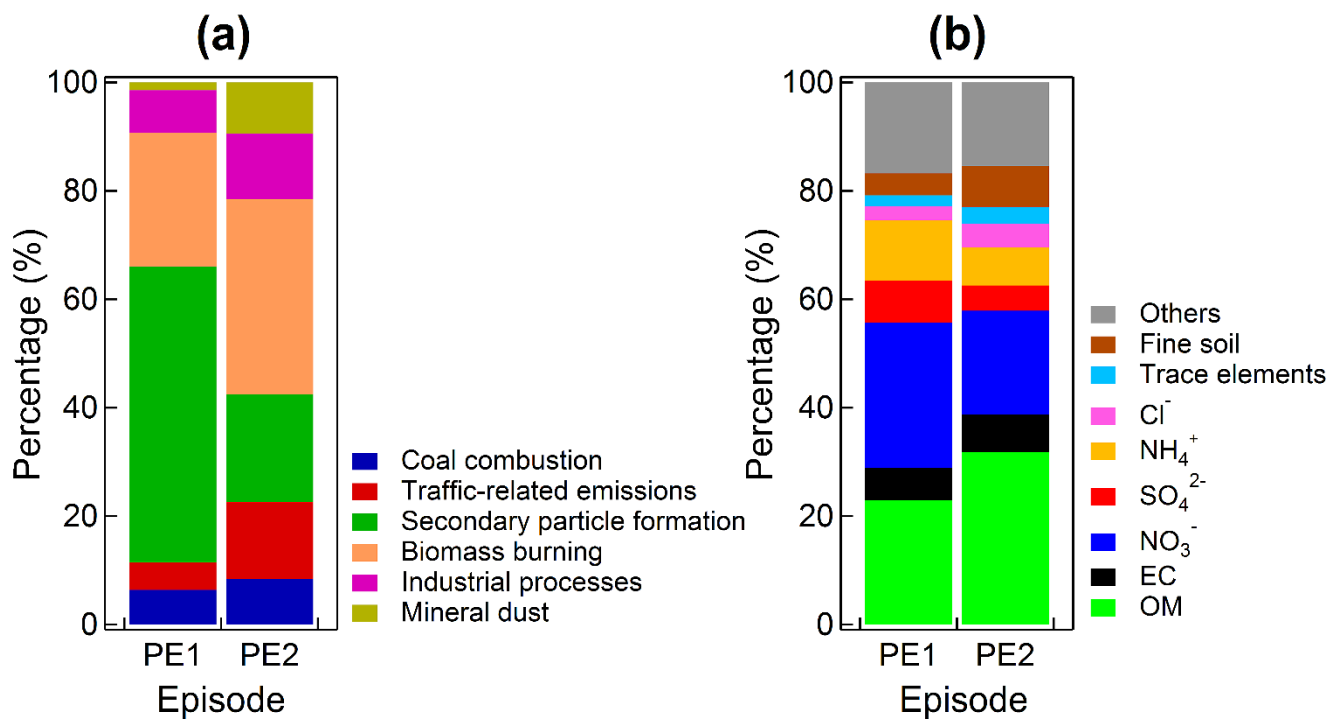 (a)
Percentage (%)
100
80
60
40
20
0
PE1 PE2
Episode
Coal combustion
Traffic-related emissions
Secondary particle formation
Biomass burning
Industrial processes
Mineral dust
(b)
Percentage (%)
100
80
60
40
20
0
PE1 PE2
Episode
Others
Fine soil
Trace elements
Cl⁻
NH₄⁺
SO₄²⁻
NO₃⁻
EC
OM